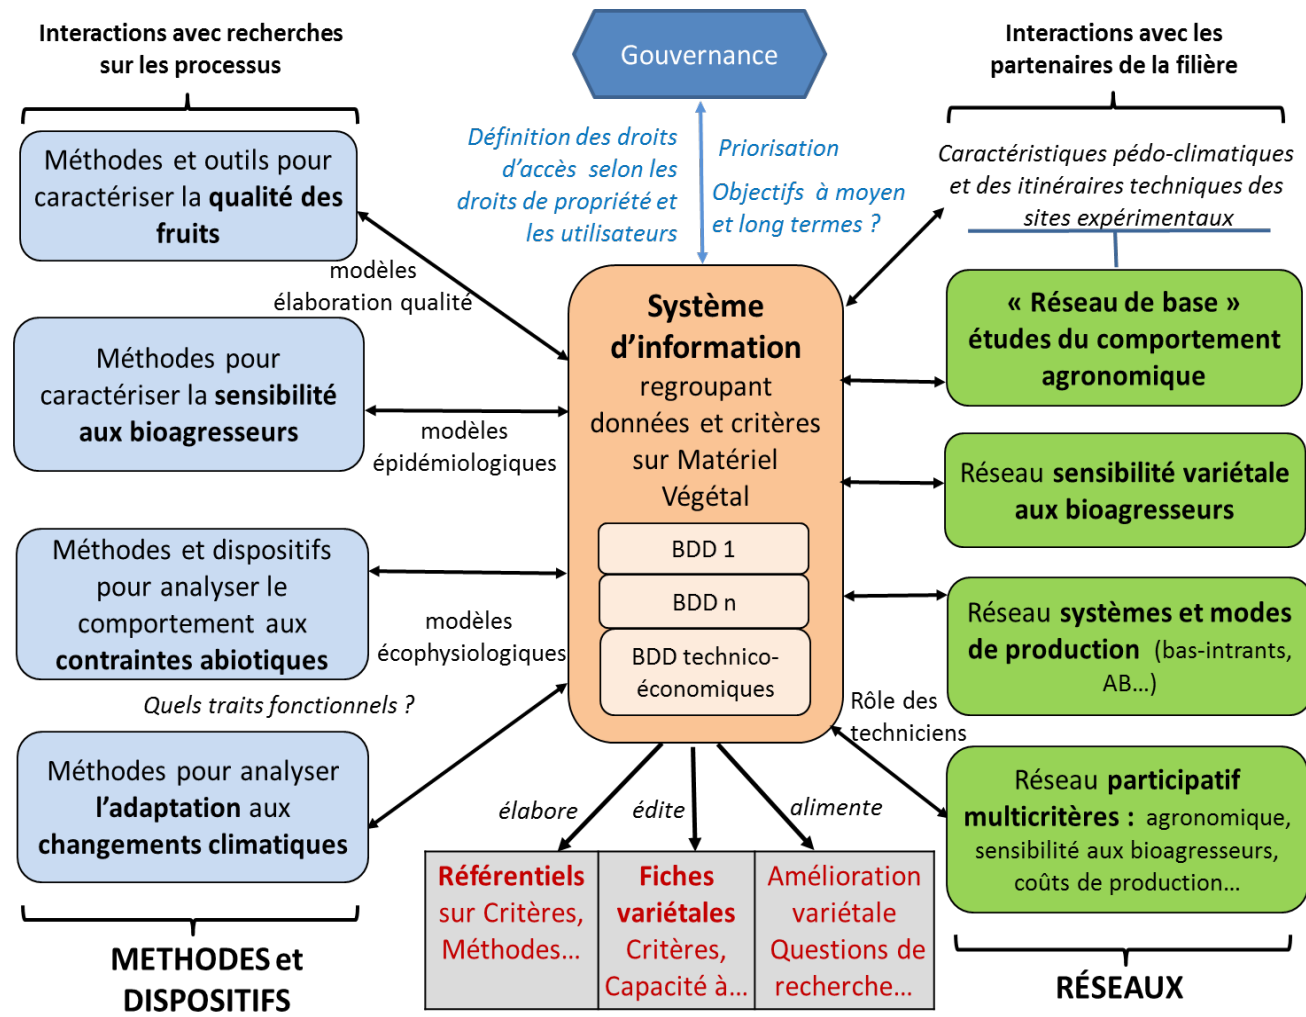 Interactions avec recherches
sur les processus
Méthodes et outils pour
caractériser la qualité des
fruits
modèles
élaboration qualité
Méthodes pour
caractériser la sensibilité
aux bioagresseurs
modèles
épidémiologiques
Méthodes et dispositifs
pour analyser le
comportement aux
contraintes abiotiques
modèles
écophysiologiques
Quels traits fonctionnels ?
Méthodes pour analyser
l’adaptation aux
changements climatiques
METHODES et
DISPOSITIFS
Gouvernance
Définition des droits
d’accès selon les
droits de propriété et
les utilisateurs
Priorisation
Objectifs à moyen
et long termes ?
Système
d’information
regroupant
données et critères
sur Matériel
Végétal
BDD 1
BDD n
BDD technico-
économiques
élabore
édite
alimente
Référentiels
sur Critères,
Méthodes…
Fiches
variétales
Critères,
Capacité à…
Amélioration
variétale
Questions de
recherche…
Interactions avec les
partenaires de la filière
Caractéristiques pédo-climatiques
et des itinéraires techniques des
sites expérimentaux
« Réseau de base »
études du comportement
agronomique
Réseau sensibilité variétale
aux bioagresseurs
Réseau systèmes et modes
de production (bas-intrants,
AB…)
Rôle des
techniciens
Réseau participatif
multicritères : agronomique,
sensibilité aux bioagresseurs,
coûts de production…
RÉSEAUX